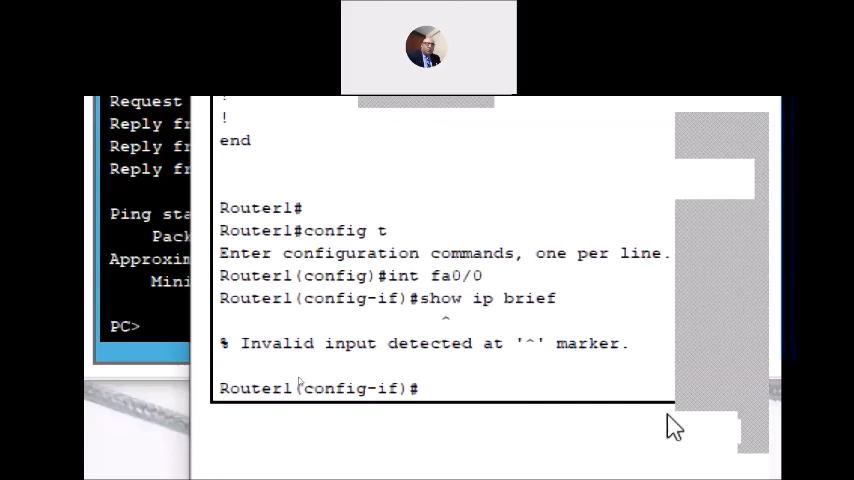 Request
Reply fr
Reply fr
Reply fr
Ping sta
Pack
Approxim
Mini
PC>
!
end
Router1#
Router1#config t
Enter configuration commands, one per line.
Router1(config)#int fa0/0
Router1(config-if)#show ip brief
^
% Invalid input detected at '^' marker.
Router1(config-if)#